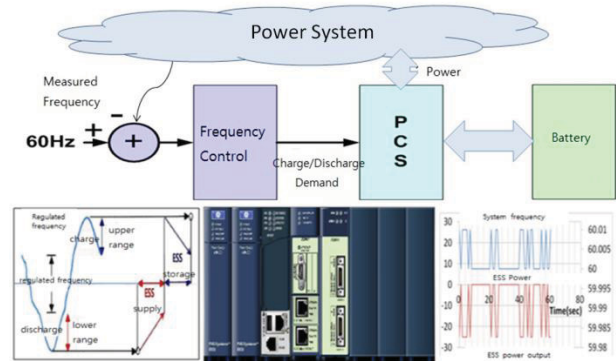 Power System
Measured
Frequency
Power
60Hz
+
−
+
Frequency
Control
Charge/Discharge
Demand
P
C
S
Battery
Regulated
frequency
charge
upper
range
regulated frequency
ESS
storage
ESS
supply
discharge
lower
range
System frequency
30
20
10
0
-10
-20
-30
60.01
60
59.995
59.99
59.985
59.98
ESS Power
0 20 40 60 80
Time(sec)
ESS power output